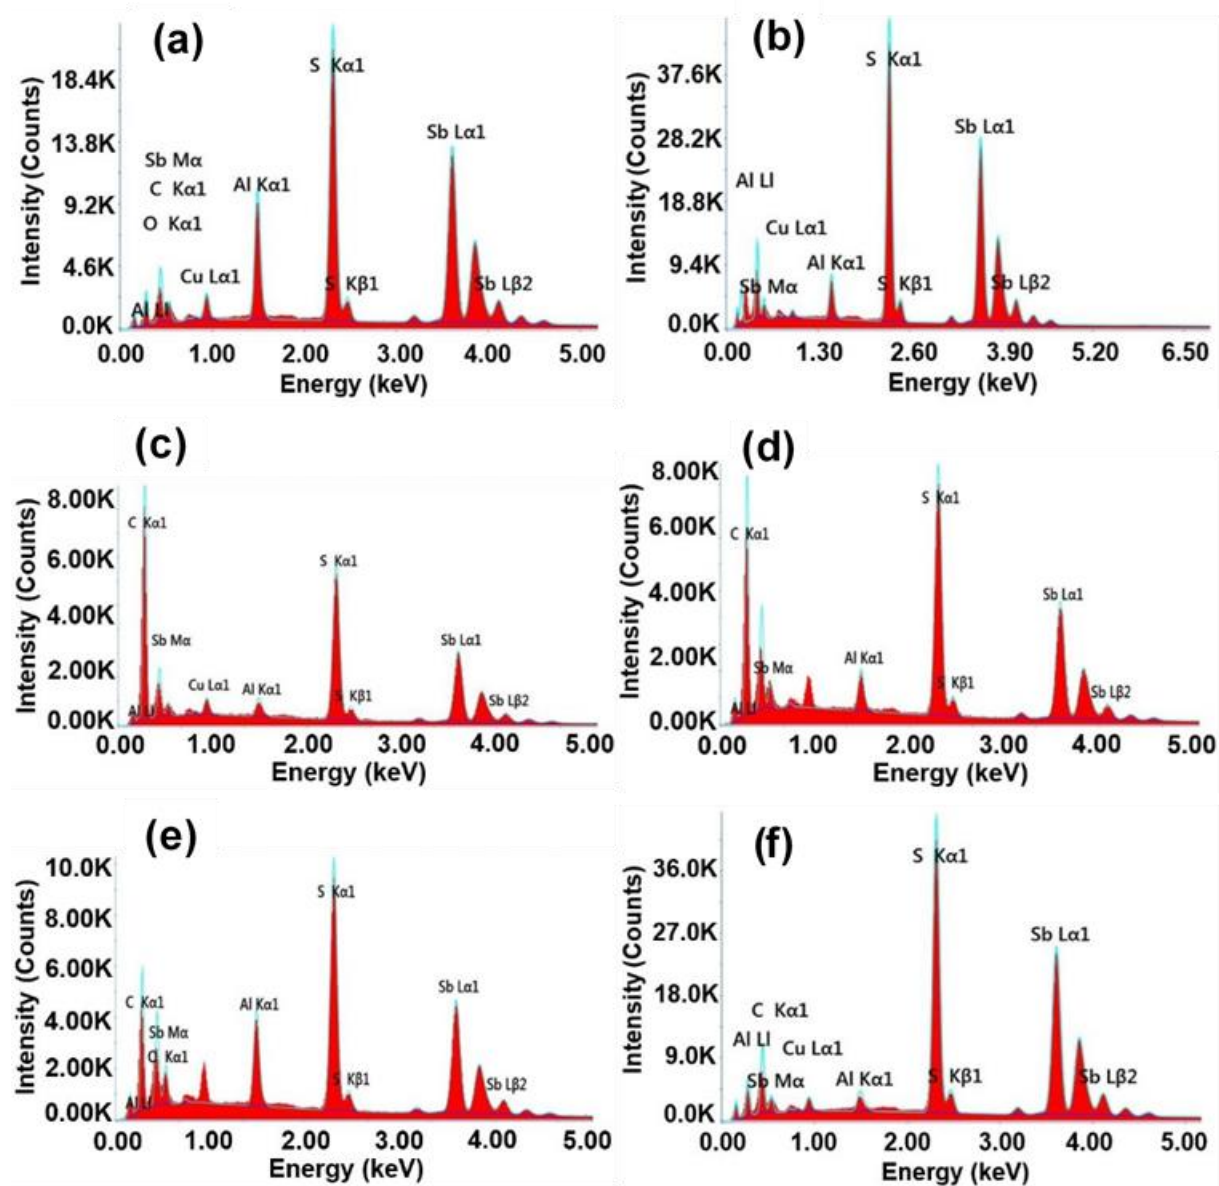 (a)
Intensity (Counts)
18.4K
13.8K
9.2K
4.6K
0.0K
S Kα1
Sb Lα1
Sb Mα
C Kα1
Al Kα1
O Kα1
Cu Lα1
S Kβ1
Sb Lβ2
Al Ll
0.00 1.00 2.00 3.00 4.00 5.00
Energy (keV)
(b)
Intensity (Counts)
37.6K
28.2K
18.8K
9.4K
0.0K
S Kα1
Sb Lα1
Al Ll
Cu Lα1
Al Kα1
Sb Mα
S Kβ1
Sb Lβ2
0.00 1.30 2.60 3.90 5.20 6.50
Energy (keV)
(c)
Intensity (Counts)
8.00K
6.00K
4.00K
2.00K
0.00K
C Kα1
S Kα1
Sb Mα
Sb Lα1
Cu Lα1
Al Kα1
S Kβ1
Sb Lβ2
Al Ll
0.00 1.00 2.00 3.00 4.00 5.00
Energy (keV)
(d)
Intensity (Counts)
8.00K
6.00K
4.00K
2.00K
0.00K
S Kα1
C Kα1
Sb Lα1
Al Kα1
Sb Mα
S Kβ1
Sb Lβ2
Al Ll
0.00 1.00 2.00 3.00 4.00 5.00
Energy (keV)
(e)
Intensity (Counts)
10.0K
8.00K
6.00K
4.00K
2.00K
0.00K
S Kα1
Sb Lα1
C Kα1
Al Kα1
Sb Mα
O Kα1
S Kβ1
Sb Lβ2
Al Ll
0.00 1.00 2.00 3.00 4.00 5.00
Energy (keV)
(f)
Intensity (Counts)
36.0K
27.0K
18.0K
9.0K
0.0K
S Kα1
Sb Lα1
C Kα1
Al Ll
Cu Lα1
Sb Mα
Al Kα1
S Kβ1
Sb Lβ2
0.00 1.00 2.00 3.00 4.00 5.00
Energy (keV)